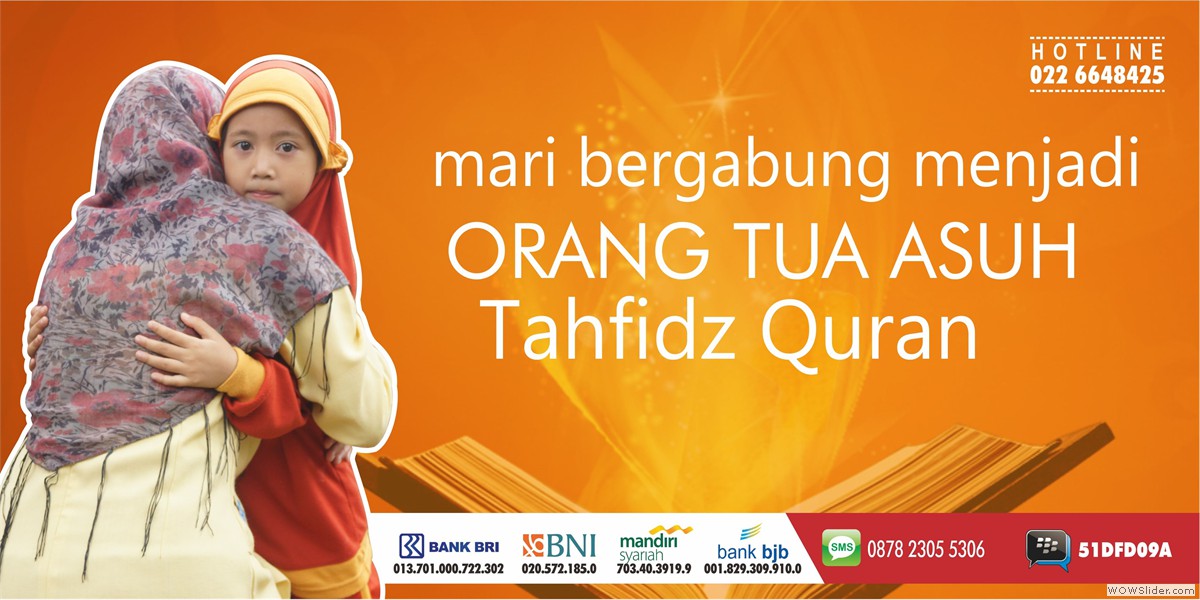 HOTLINE
022 6648425
mari bergabung menjadi
ORANG TUA ASUH
Tahfidz Quran
BANK BRI
013.701.000.722.302
BNI
020.572.185.0
mandiri
syariah
703.40.3919.9
bank bjb
001.829.309.910.0
SMS
0878 2305 5306
51DFD09A
WOWSlider.com